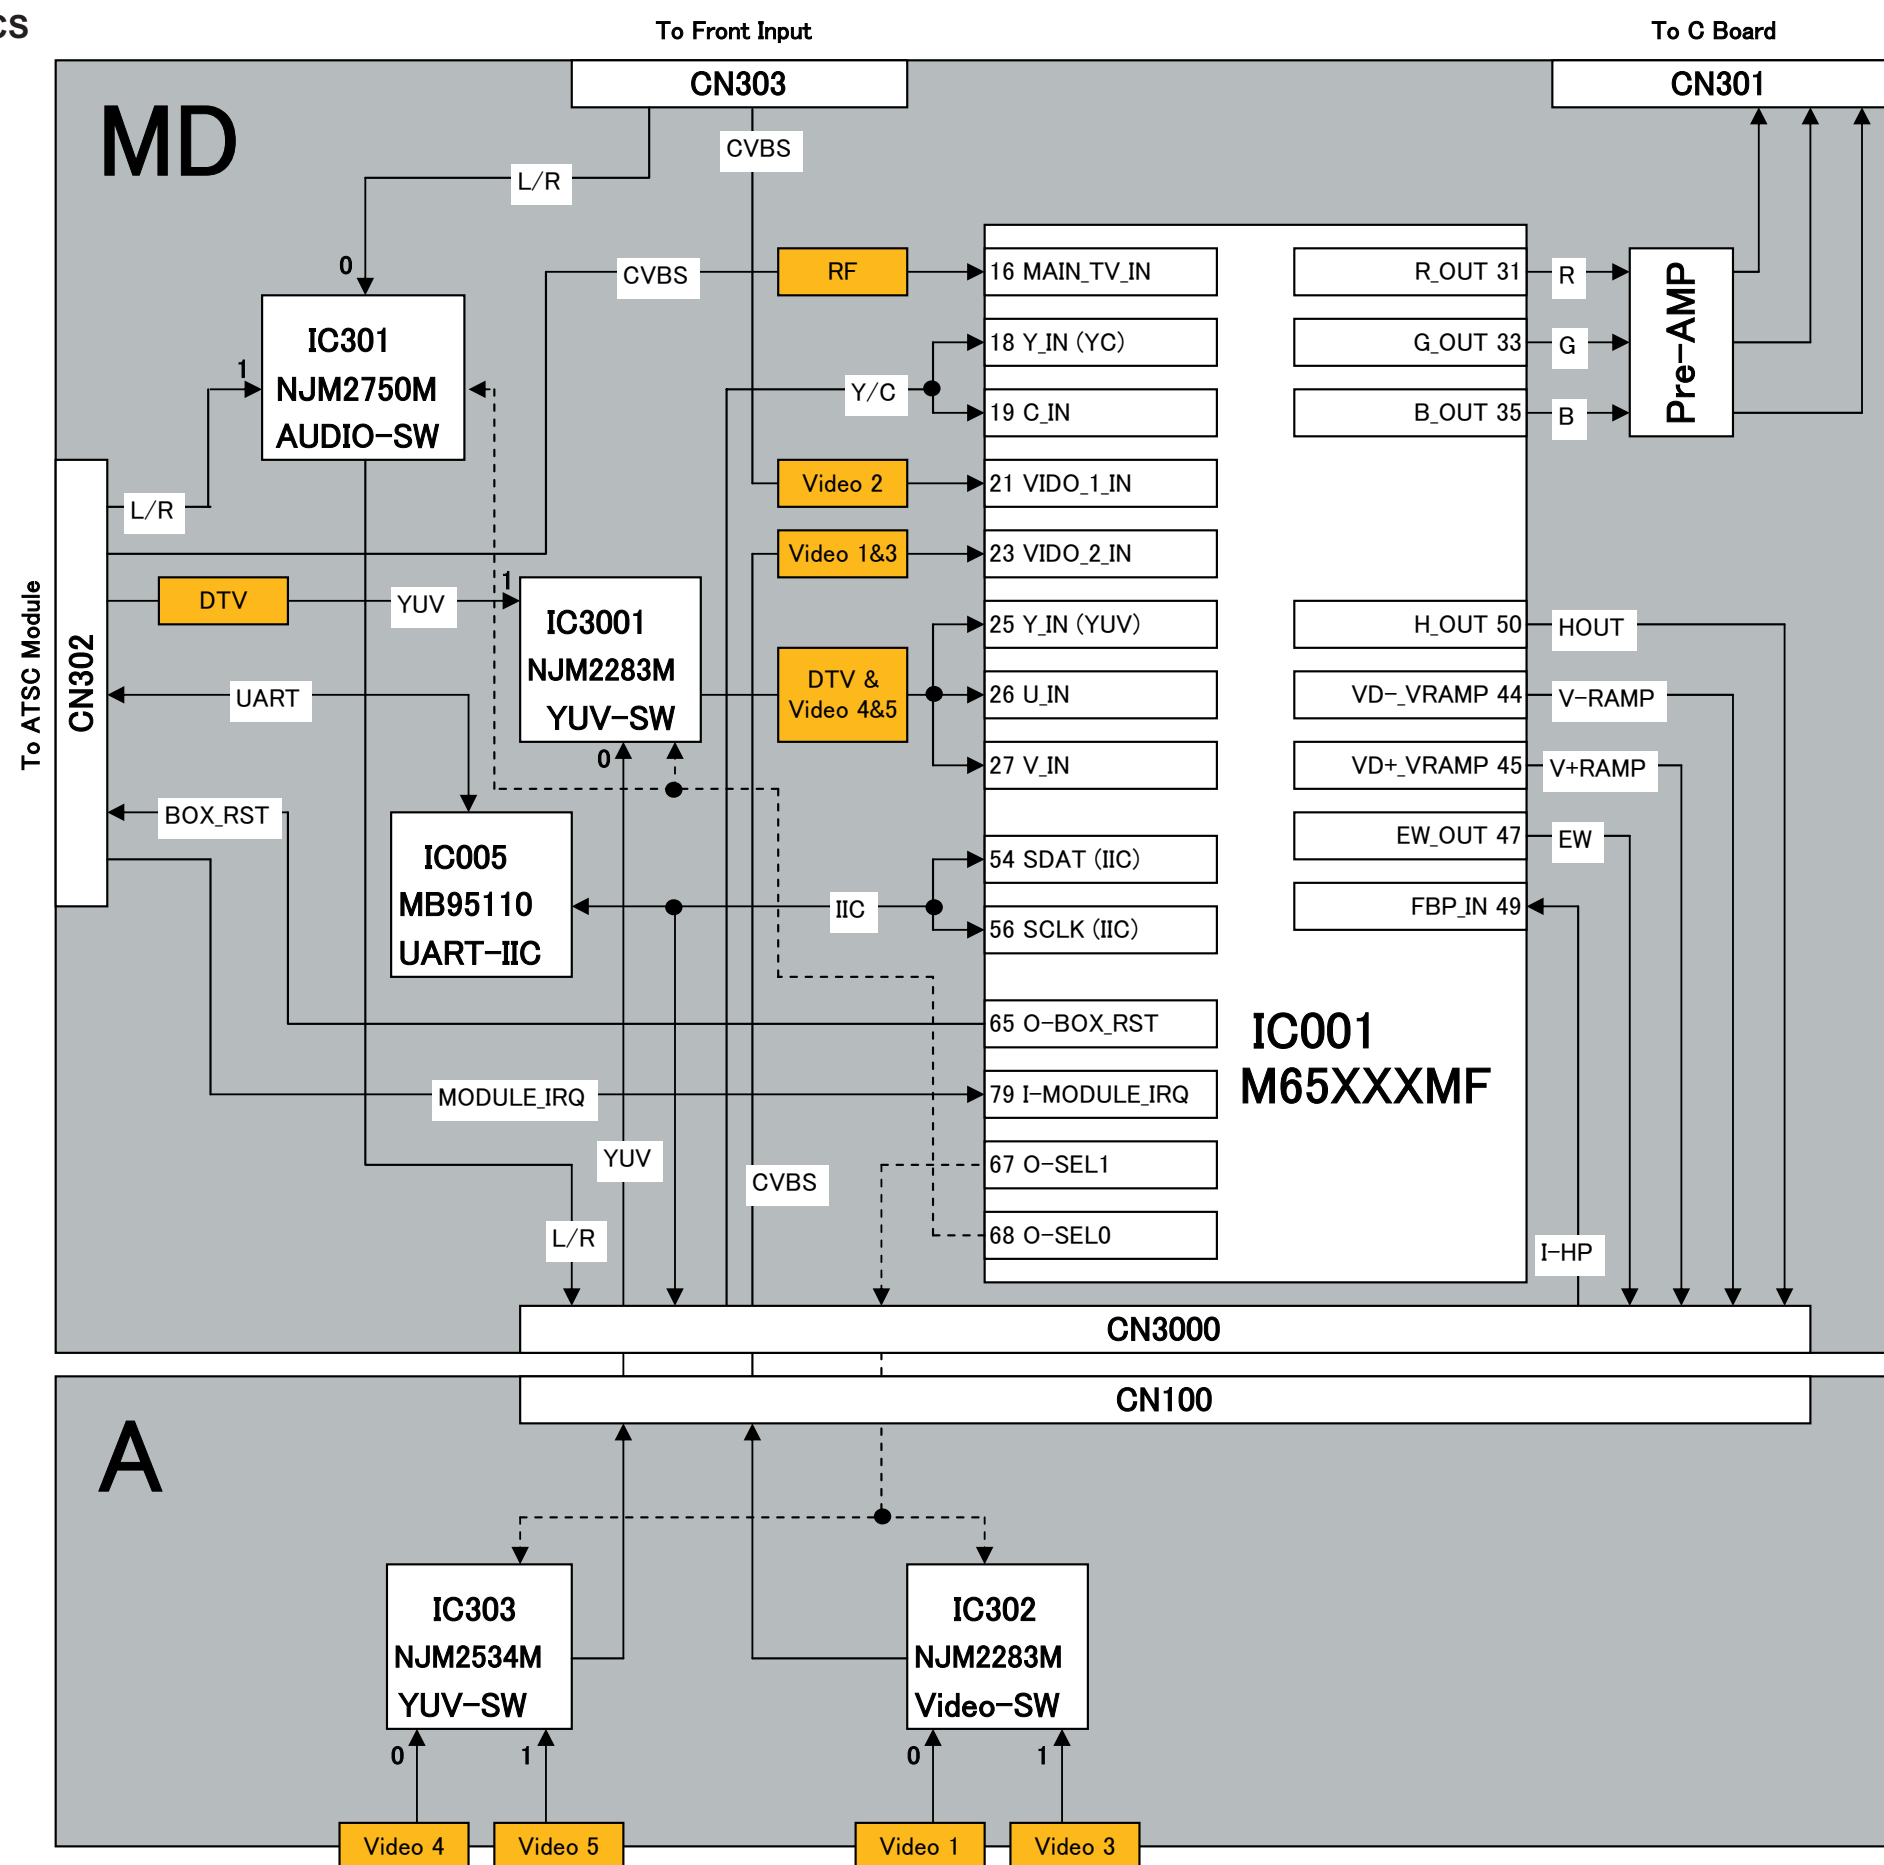 CS
To Front Input
To C Board
CN303
CN301
MD
CVBS
L/R
0
CVBS
RF
16 MAIN_TV_IN
R_OUT 31
R
IC301
NJM2750M
AUDIO-SW
1
18 Y_IN (YC)
G_OUT 33
G
Pre-AMP
Y/C
19 C_IN
B_OUT 35
B
Video 2
21 VIDO_1_IN
L/R
Video 1&3
23 VIDO_2_IN
To ATSC Module
CN302
DTV
YUV
1
IC3001
NJM2283M
YUV-SW
0
25 Y_IN (YUV)
H_OUT 50
HOUT
DTV &
Video 4&5
26 U_IN
VD-_VRAMP 44
V-RAMP
UART
27 V_IN
VD+_VRAMP 45
V+RAMP
BOX_RST
EW_OUT 47
EW
IC005
MB95110
UART-IIC
54 SDAT (IIC)
IIC
FBP_IN 49
56 SCLK (IIC)
65 O-BOX_RST
IC001
M65XXXMF
MODULE_IRQ
79 I-MODULE_IRQ
YUV
CVBS
67 O-SEL1
L/R
68 O-SEL0
I-HP
CN3000
CN100
A
IC303
NJM2534M
YUV-SW
IC302
NJM2283M
Video-SW
0
1
0
1
Video 4
Video 5
Video 1
Video 3